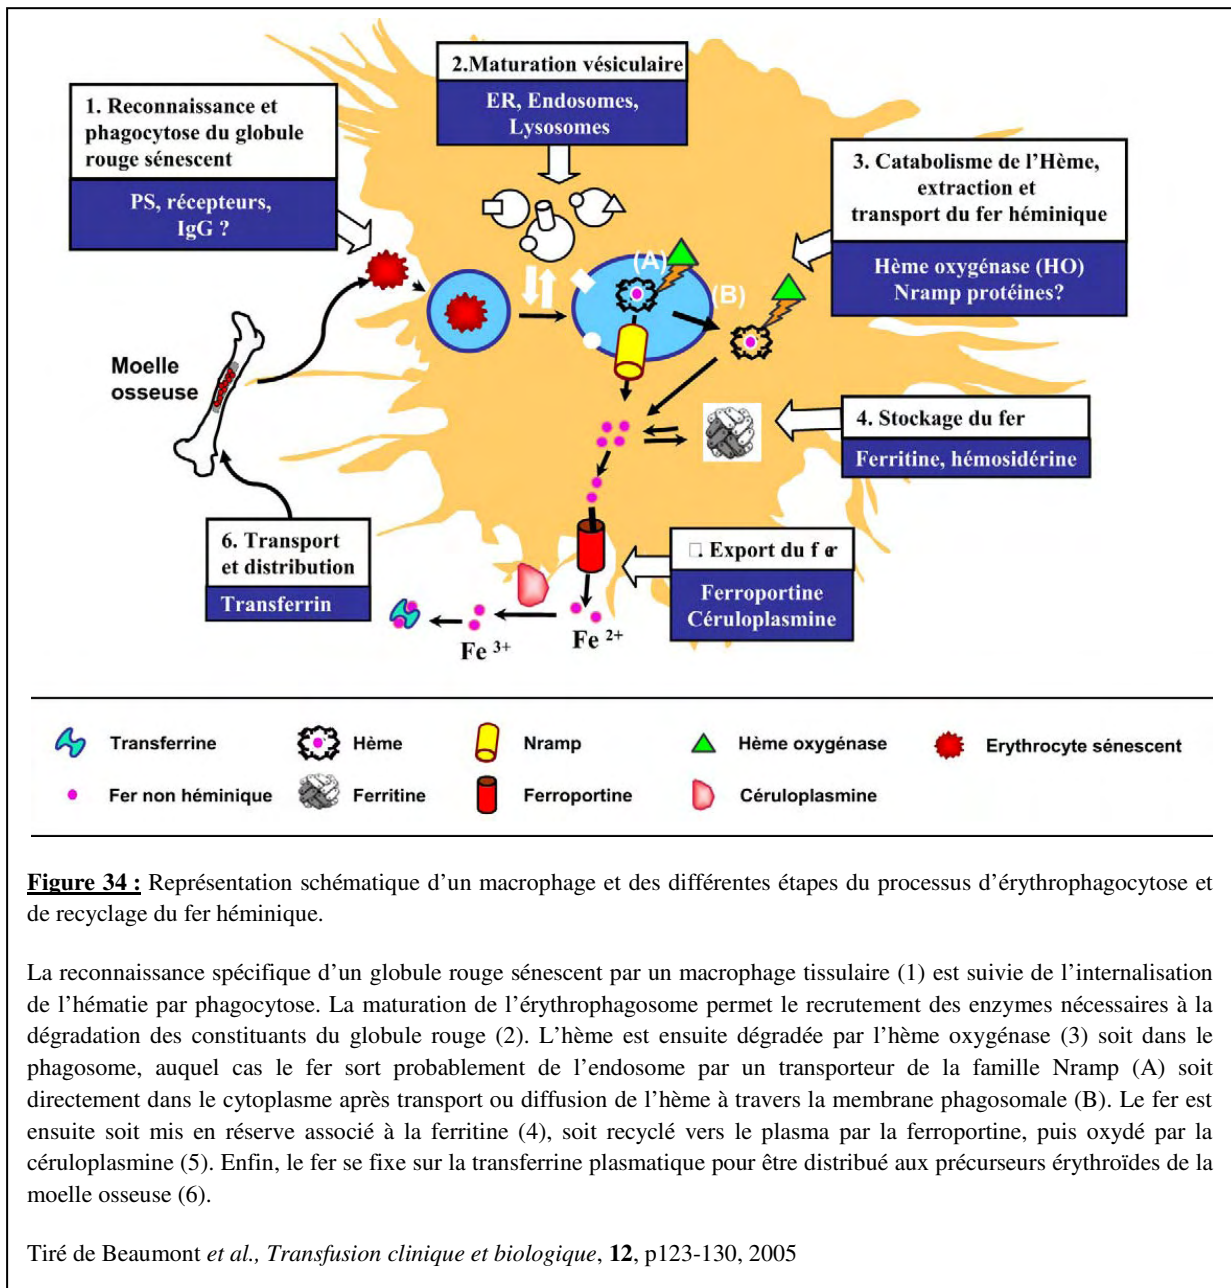 1. Reconnaissance et
phagocytose du globule
rouge sénescent
PS, récepteurs,
IgG ?
2.Maturation vésiculaire
ER, Endosomes,
Lysosomes
3. Catabolisme de l'Hème,
extraction et
transport du fer héminique
Hème oxygénase (HO)
Nramp protéines?
(A)
(B)
Moelle
osseuse
4. Stockage du fer
Ferritine, hémosidérine
6. Transport
et distribution
Transferrin
. Export du fer
Ferroportine
Céruloplasmine
Fe 3+
Fe 2+
Transferrine
Hème
Nramp
Hème oxygénase
Erythrocyte sénescent
Fer non héminique
Ferritine
Ferroportine
Céruloplasmine
Figure 34 : Représentation schématique d'un macrophage et des différentes étapes du processus d'érythrophagocytose et
de recyclage du fer héminique.
La reconnaissance spécifique d'un globule rouge sénescent par un macrophage tissulaire (1) est suivie de l'internalisation
de l'hématie par phagocytose. La maturation de l'érythrophagosome permet le recrutement des enzymes nécessaires à la
dégradation des constituants du globule rouge (2). L'hème est ensuite dégradée par l'hème oxygénase (3) soit dans le
phagosome, auquel cas le fer sort probablement de l'endosome par un transporteur de la famille Nramp (A) soit
directement dans le cytoplasme après transport ou diffusion de l'hème à travers la membrane phagosomale (B). Le fer est
ensuite soit mis en réserve associé à la ferritine (4), soit recyclé vers le plasma par la ferroportine, puis oxydé par la
céruloplasmine (5). Enfin, le fer se fixe sur la transferrine plasmatique pour être distribué aux précurseurs érythroïdes de la
moelle osseuse (6).
Tiré de Beaumont et al., Transfusion clinique et biologique, 12, p123-130, 2005